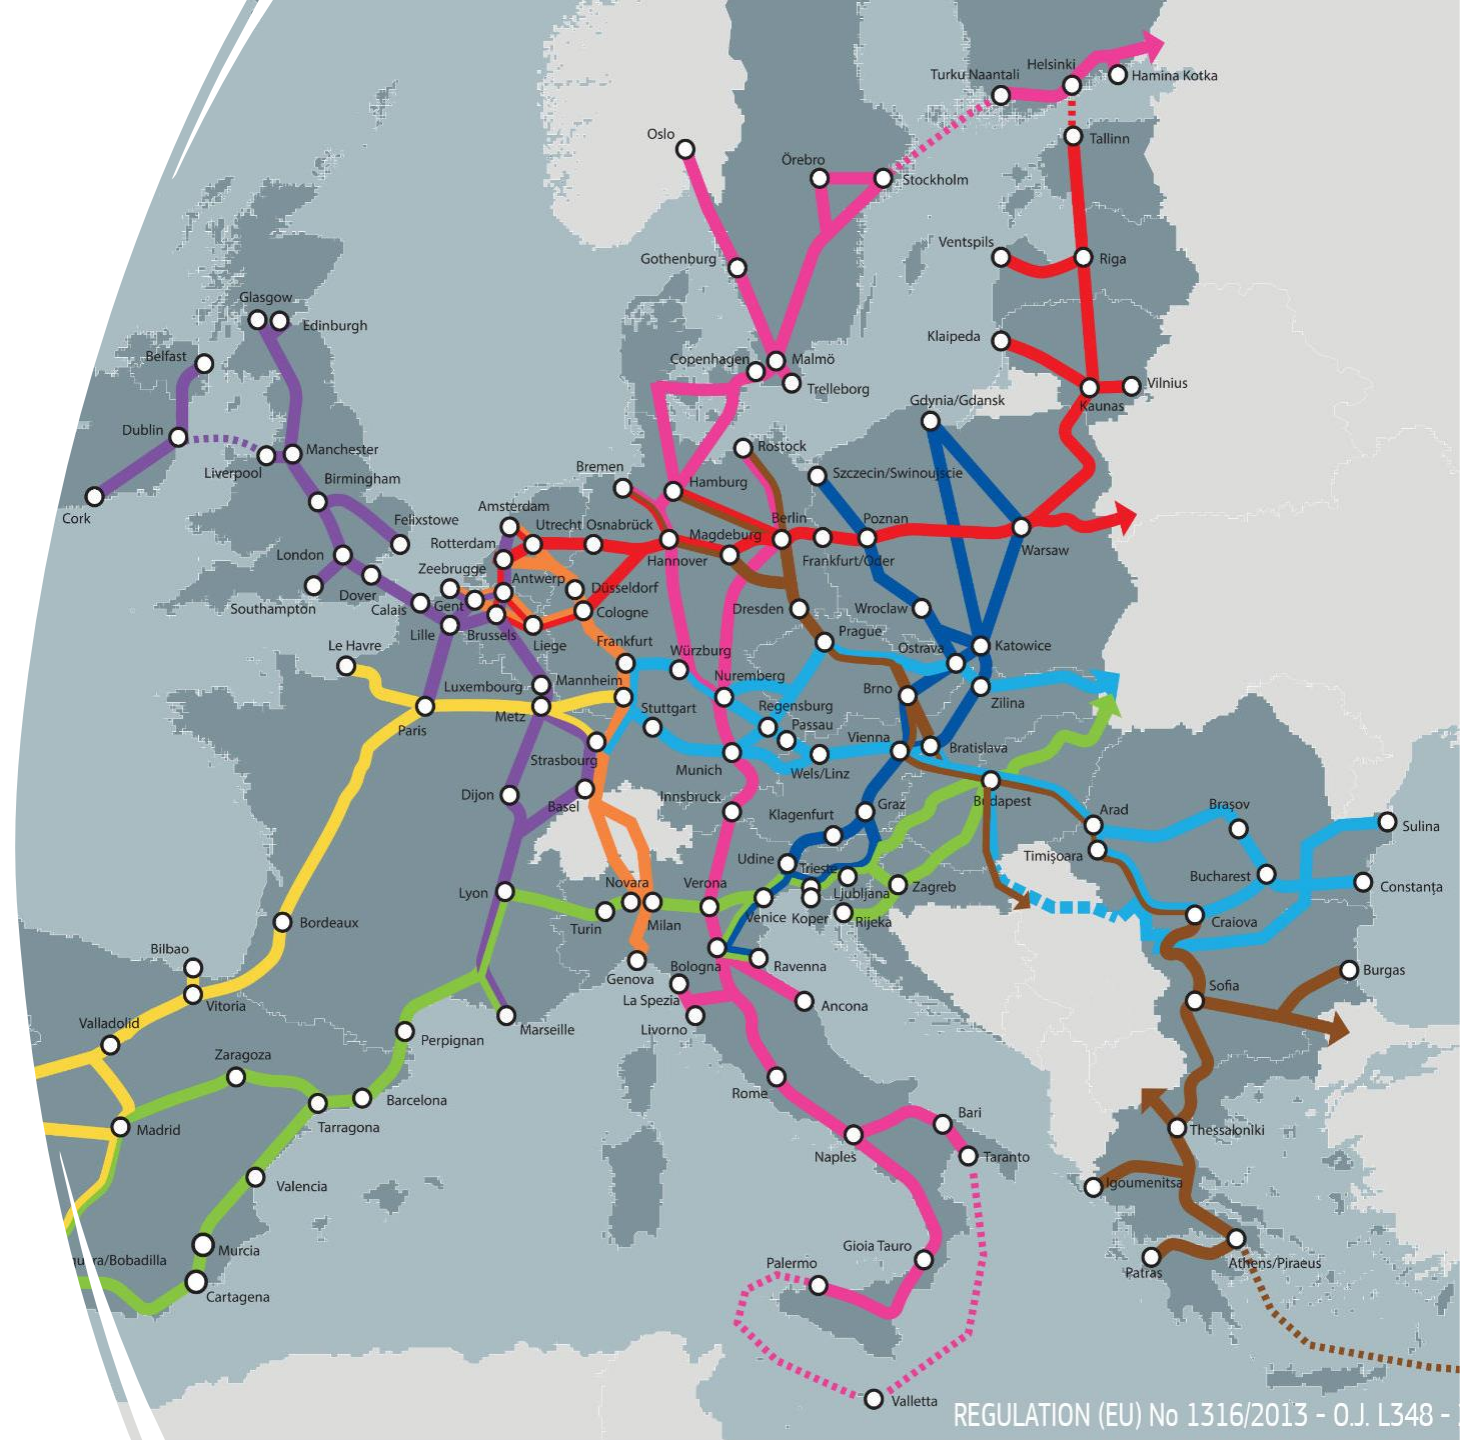 Helsinki
Turku Naantali
Hamina Kotka
Oslo
Tallinn
Örebro
Stockholm
Ventspils
Gothenburg
Riga
Glasgow
Edinburgh
Klaipeda
Belfast
Copenhagen
Malmö
Vilnius
Trelleborg
Gdynia/Gdansk
Kaunas
Dublin
Manchester
Rostock
Liverpool
Bremen
Szczecin/Swinoujscie
Birmingham
Hamburg
Cork
Amsterdam
Felixstowe
Utrecht
Osnabrück
Berlin
Poznan
Magdeburg
Rotterdam
London
Hannover
Frankfurt/Oder
Warsaw
Zeebrugge
Antwerp
Düsseldorf
Dover
Southampton
Calais
Gent
Cologne
Dresden
Wroclaw
Lille
Brussels
Liege
Prague
Le Havre
Frankfurt
Würzburg
Ostrava
Katowice
Luxembourg
Mannheim
Nuremberg
Brno
Zilina
Metz
Stuttgart
Regensburg
Paris
Passau
Vienna
Bratislava
Strasbourg
Munich
Wels/Linz
Dijon
Basel
Innsbruck
Budapest
Graz
Klagenfurt
Arad
Braşov
Sulina
Timişoara
Udine
Trieste
Bucharest
Novara
Verona
Ljubljana
Zagreb
Constanţa
Lyon
Venice
Koper
Rijeka
Craiova
Bordeaux
Turin
Milan
Bilbao
Bologna
Ravenna
Burgas
Genova
Sofia
Vitoria
La Spezia
Ancona
Valladolid
Livorno
Marseille
Perpignan
Zaragoza
Rome
Barcelona
Bari
Madrid
Tarragona
Thessaloniki
Naples
Taranto
Valencia
Igoumenitsa
Murcia
Gioia Tauro
/Bobadilla
Palermo
Athens/Piraeus
Patras
Cartagena
Valletta
REGULATION (EU) No 1316/2013 - O.J. L348 -